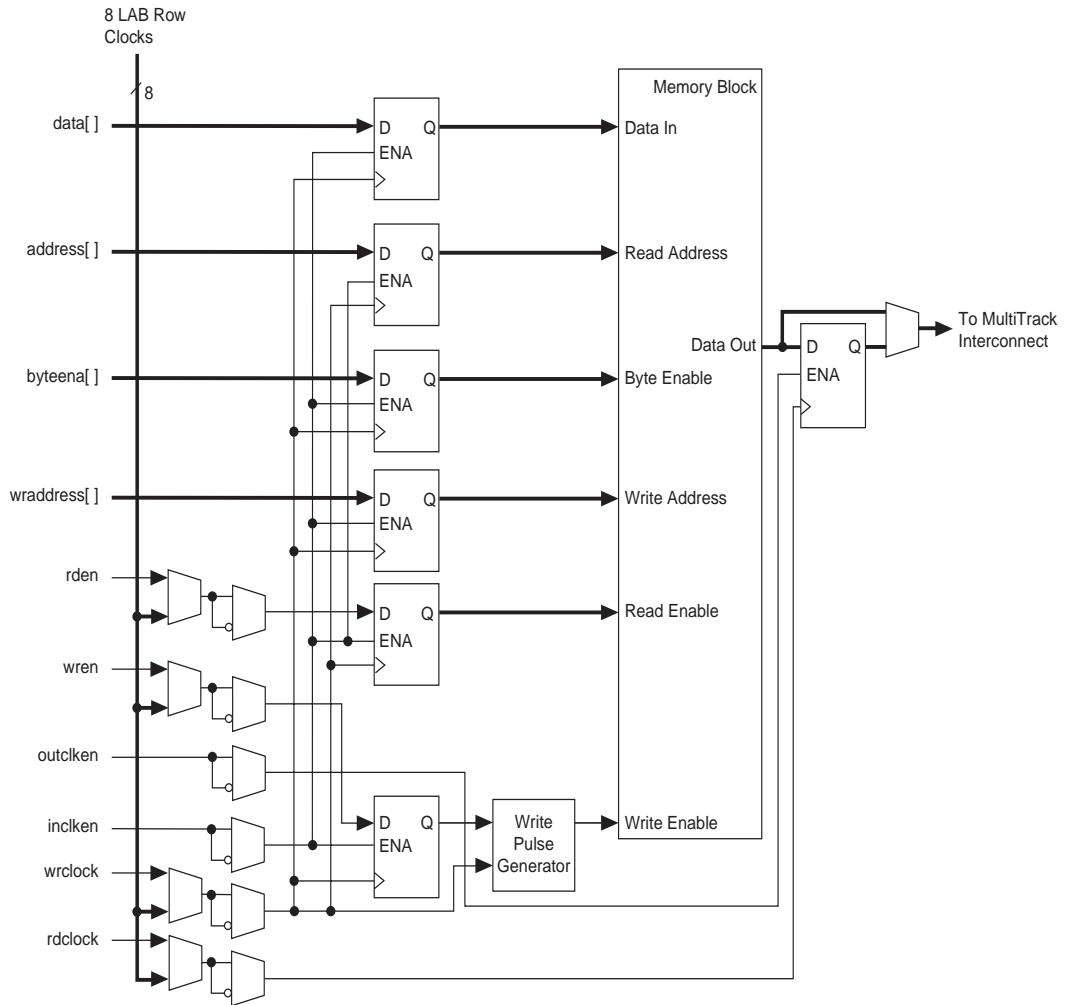 8 LAB Row
Clocks
8
data[ ]
D Q
ENA
Memory Block
Data In
address[ ]
D Q
ENA
Read Address
Data Out
D Q
ENA
To MultiTrack
Interconnect
byteena[ ]
D Q
ENA
Byte Enable
wraddress[ ]
D Q
ENA
Write Address
rden
D Q
ENA
Read Enable
wren
outclken
inclken
D Q
ENA
Write
Pulse
Generator
Write Enable
wrclock
rdclock